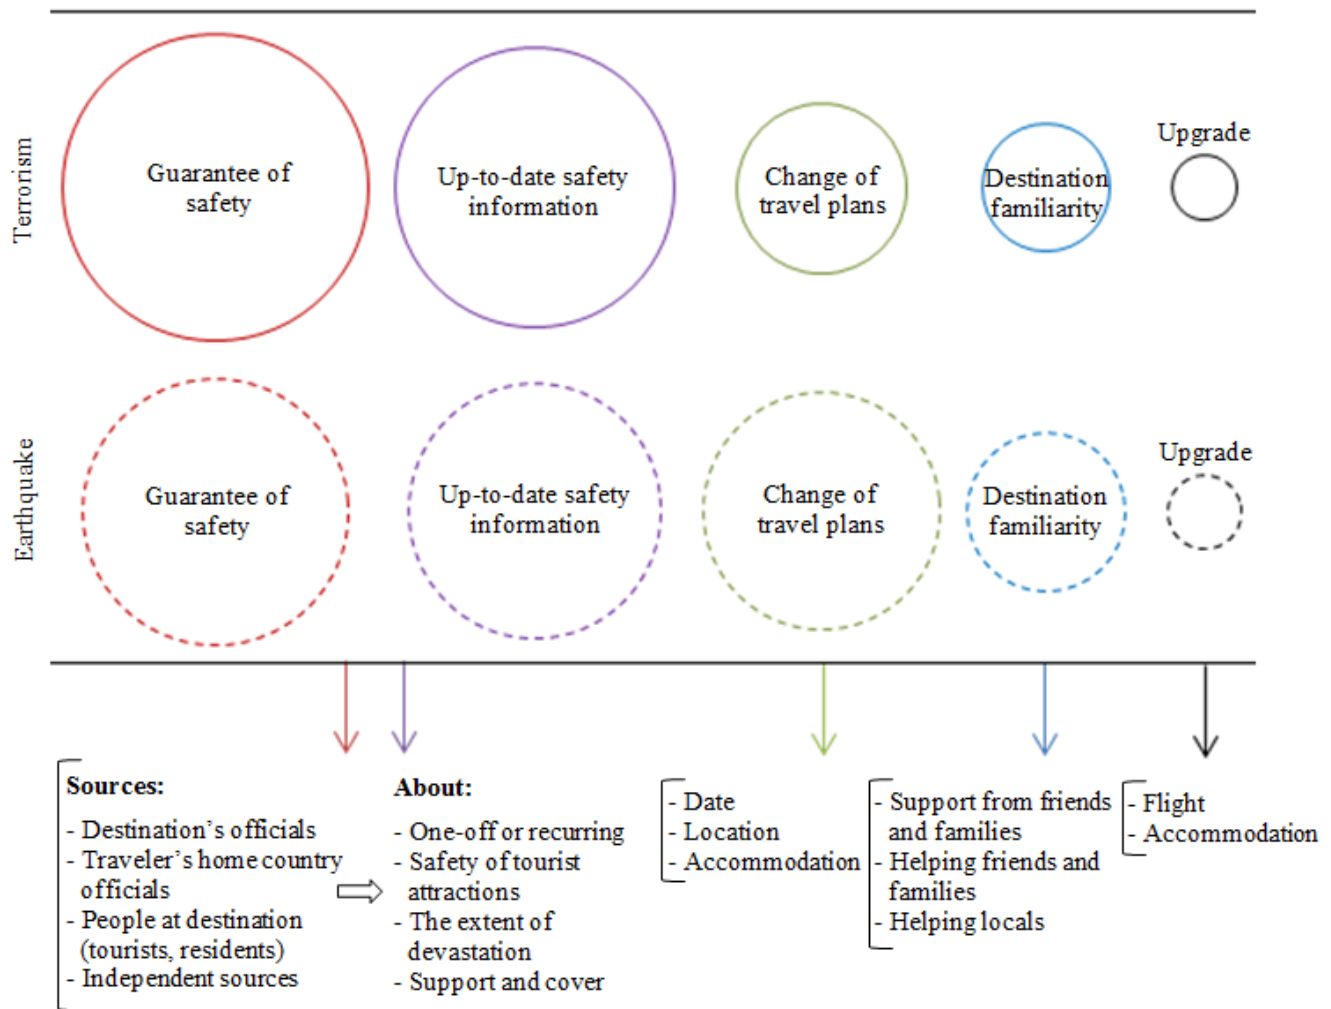 Terrorism
Guarantee of
safety
Up-to-date safety
information
Change of
travel plans
Destination
familiarity
Upgrade
Earthquake
Guarantee of
safety
Up-to-date safety
information
Change of
travel plans
Destination
familiarity
Upgrade
Sources:
- Destination’s officials
- Traveler’s home country
officials
- People at destination
(tourists, residents)
- Independent sources
About:
- One-off or recurring
- Safety of tourist
attractions
- The extent of
devastation
- Support and cover
- Date
- Location
- Accommodation
- Support from friends
and families
- Helping friends and
families
- Helping locals
- Flight
- Accommodation